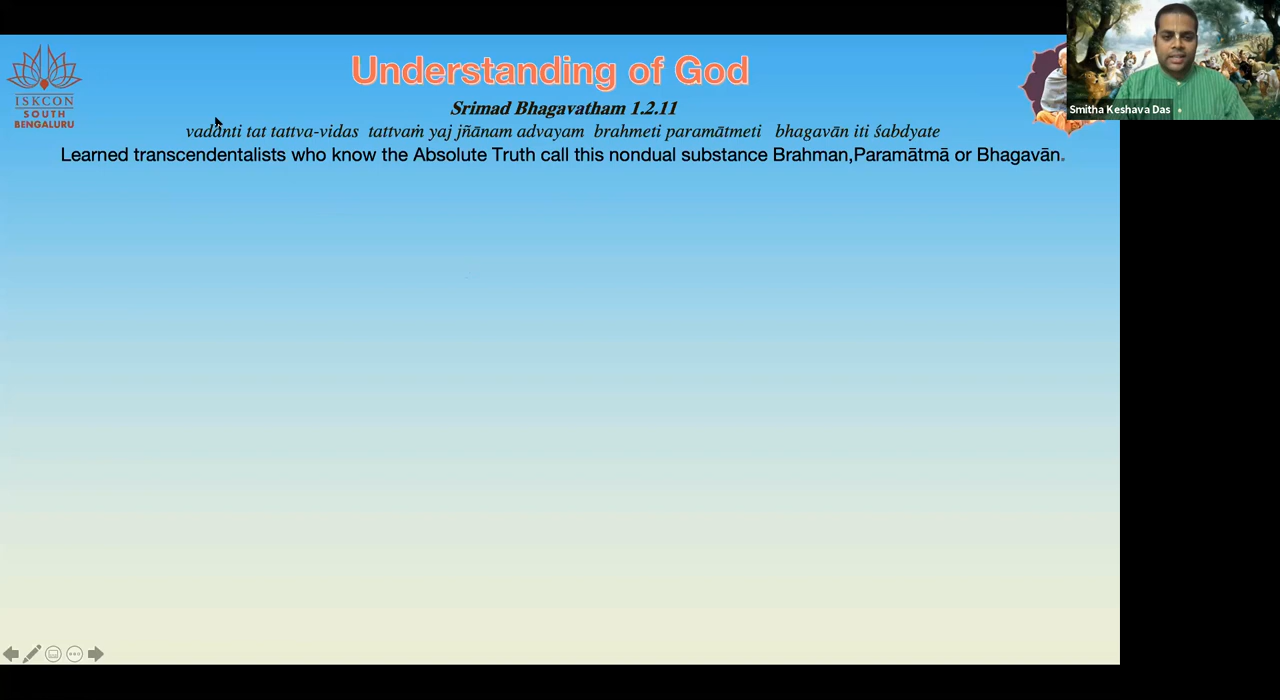 Understanding of God
Srimad Bhagavatham 1.2.11
vadanti tat tattva-vidas tattvaṁ yaj jñānam advayam brahmeti paramātmeti bhagavān iti śabdyate
Learned transcendentalists who know the Absolute Truth call this nondual substance Brahman,Paramātmā or Bhagavān.
ISKCON
SOUTH
BENGALURU
Smitha Keshava Das